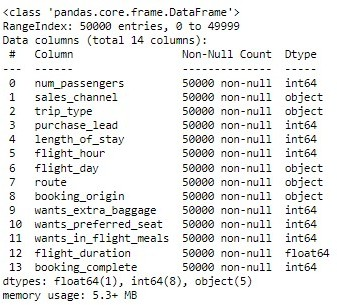 <class 'pandas.core.frame.DataFrame'>
RangeIndex: 50000 entries, 0 to 49999
Data columns (total 14 columns):
 #   Column                 Non-Null Count  Dtype
---  ------                 --------------  -----
 0   num_passengers         50000 non-null  int64
 1   sales_channel          50000 non-null  object
 2   trip_type              50000 non-null  object
 3   purchase_lead          50000 non-null  int64
 4   length_of_stay         50000 non-null  int64
 5   flight_hour            50000 non-null  int64
 6   flight_day             50000 non-null  object
 7   route                  50000 non-null  object
 8   booking_origin         50000 non-null  object
 9   wants_extra_baggage    50000 non-null  int64
 10  wants_preferred_seat   50000 non-null  int64
 11  wants_in_flight_meals  50000 non-null  int64
 12  flight_duration        50000 non-null  float64
 13  booking_complete       50000 non-null  int64
dtypes: float64(1), int64(8), object(5)
memory usage: 5.3+ MB